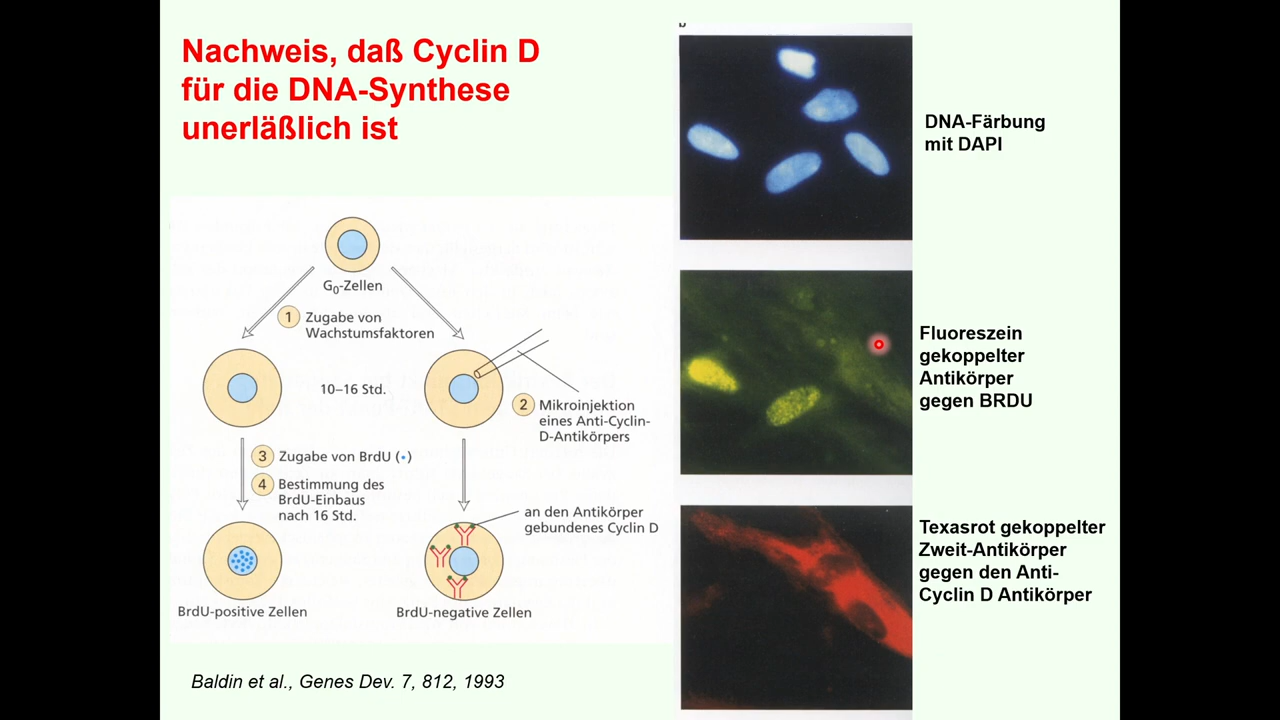 Nachweis, daß Cyclin D
für die DNA-Synthese
unerläßlich ist
G₀-Zellen
1 Zugabe von
Wachstumsfaktoren
10–16 Std.
2 Mikroinjektion
eines Anti-Cyclin-
D-Antikörpers
3 Zugabe von BrdU (•)
4 Bestimmung des
BrdU-Einbaus
nach 16 Std.
an den Antikörper
gebundenes Cyclin D
BrdU-positive Zellen
BrdU-negative Zellen
Baldin et al., Genes Dev. 7, 812, 1993
DNA-Färbung
mit DAPI
Fluoreszein
gekoppelter
Antikörper
gegen BRDU
Texasrot gekoppelter
Zweit-Antikörper
gegen den Anti-
Cyclin D Antikörper